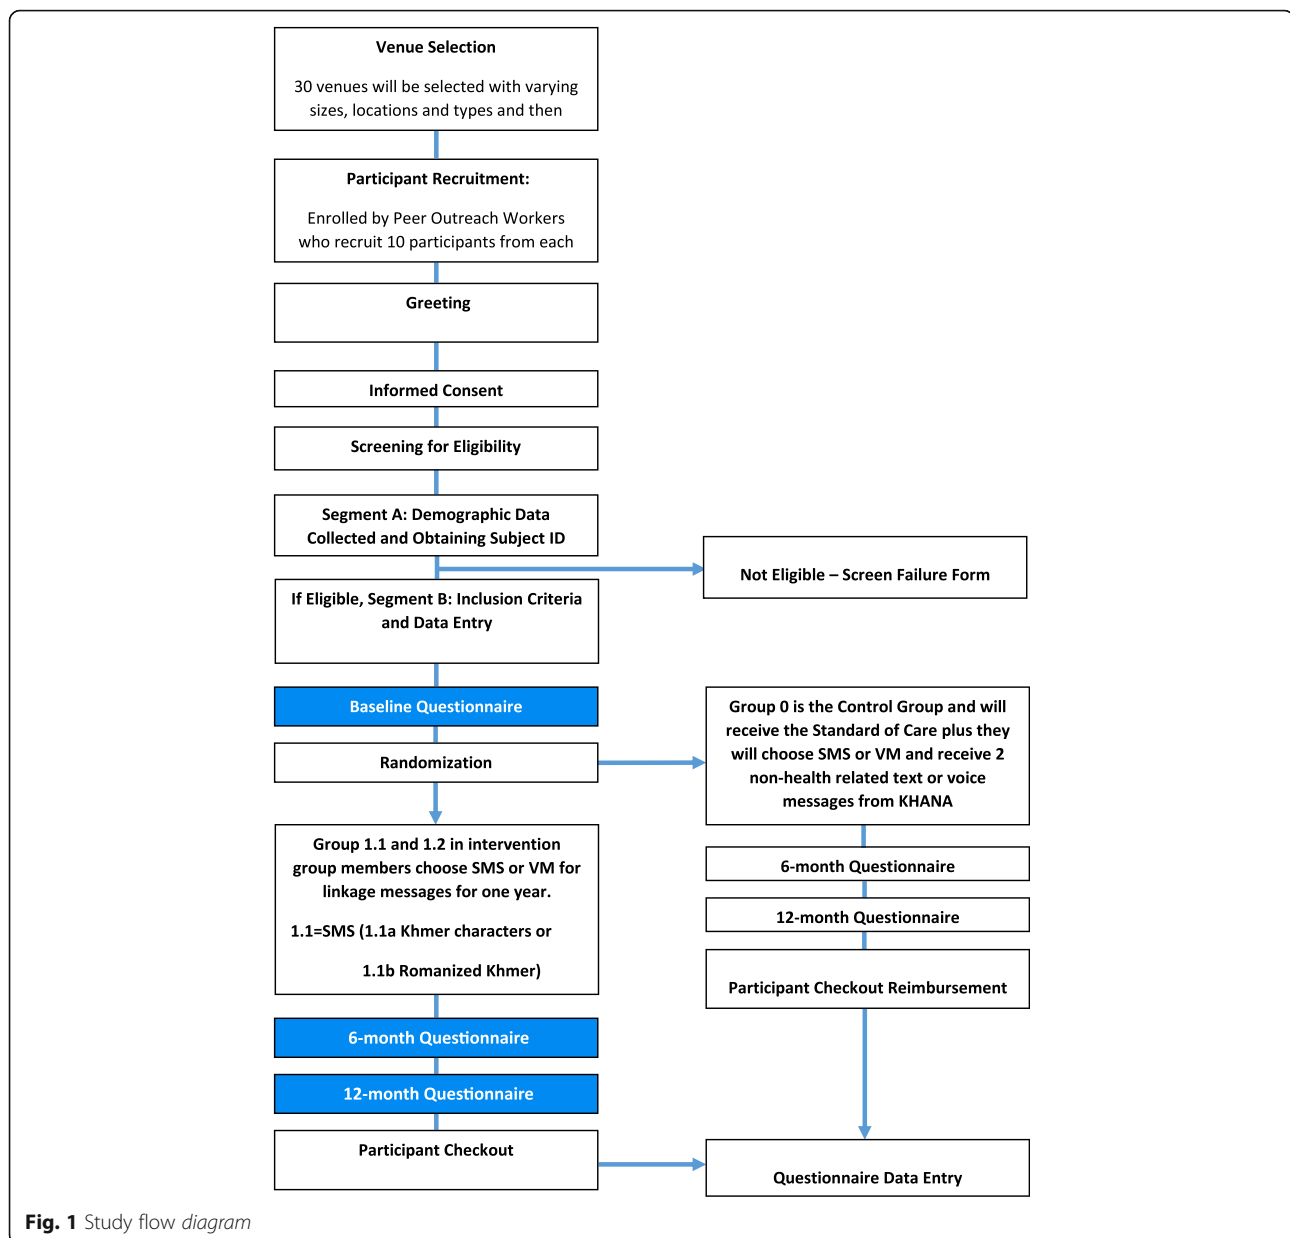 Venue Selection
30 venues will be selected with varying
sizes, locations and types and then
Participant Recruitment:
Enrolled by Peer Outreach Workers
who recruit 10 participants from each
Greeting
Informed Consent
Screening for Eligibility
Segment A: Demographic Data
Collected and Obtaining Subject ID
Not Eligible – Screen Failure Form
If Eligible, Segment B: Inclusion Criteria
and Data Entry
Baseline Questionnaire
Randomization
Group 0 is the Control Group and will
receive the Standard of Care plus they
will choose SMS or VM and receive 2
non-health related text or voice
messages from KHANA
6-month Questionnaire
12-month Questionnaire
Participant Checkout Reimbursement
Group 1.1 and 1.2 in intervention
group members choose SMS or VM for
linkage messages for one year.
1.1=SMS (1.1a Khmer characters or
1.1b Romanized Khmer)
6-month Questionnaire
12-month Questionnaire
Participant Checkout
Questionnaire Data Entry
Fig. 1 Study flow diagram